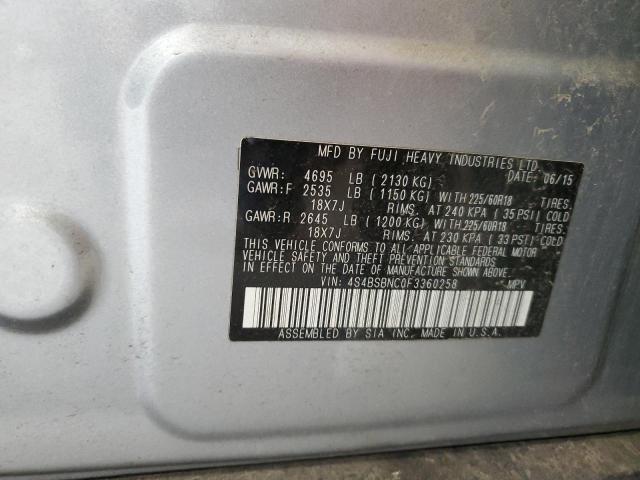 MFD BY FUJI HEAVY INDUSTRIES LTD.
GVWR: 4695 LB (2130 KG) DATE: 06/15
GAWR:F 2535 LB (1150 KG) WITH 225/60R18 TIRES.
18X7J RIMS. AT 240 KPA (35 PSI) COLD
GAWR:R 2645 LB (1200 KG) WITH 225/60R18 TIRES.
18X7J RIMS. AT 230 KPA (33 PSI) COLD
THIS VEHICLE CONFORMS TO ALL APPLICABLE FEDERAL MOTOR
VEHICLE SAFETY AND THEFT PREVENTION STANDARDS
IN EFFECT ON THE DATE OF MANUFACTURE SHOWN ABOVE.
VIN: 4S4BSBNC0F3360258 MPV
ASSEMBLED BY SIA INC. MADE IN U.S.A.